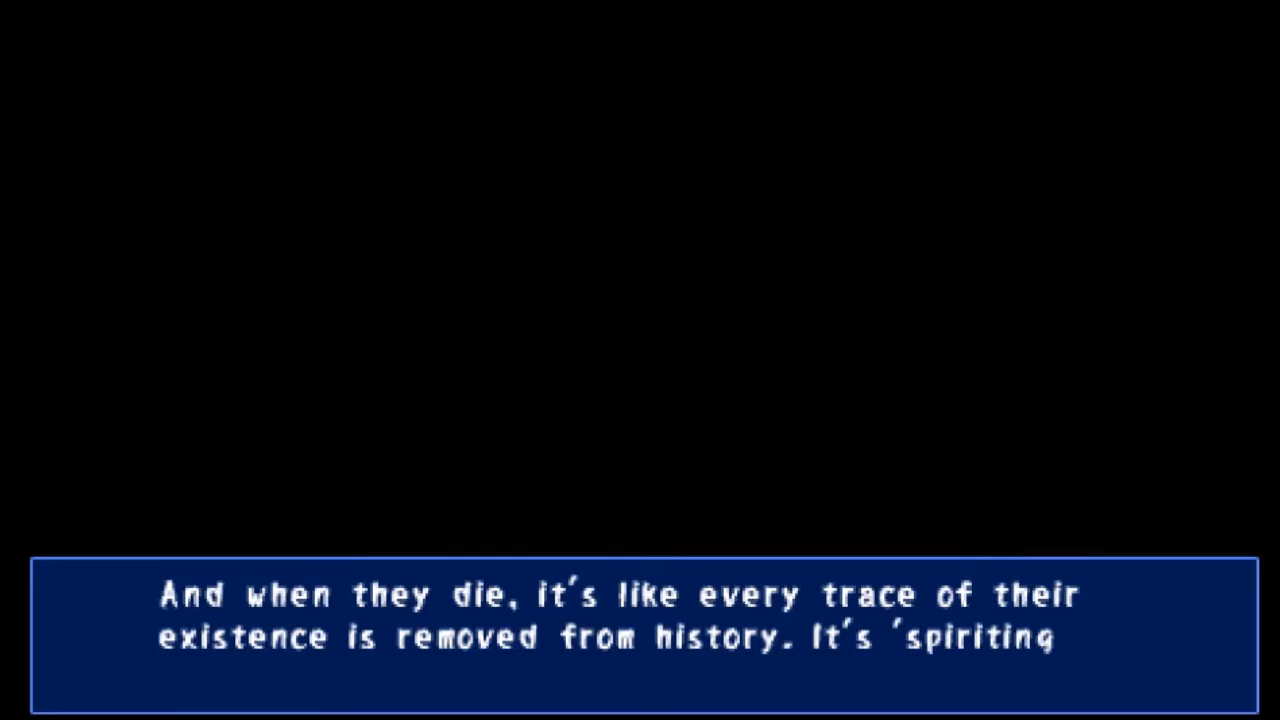 And when they die, it's like every trace of their
existence is removed from history. It's 'spiriting